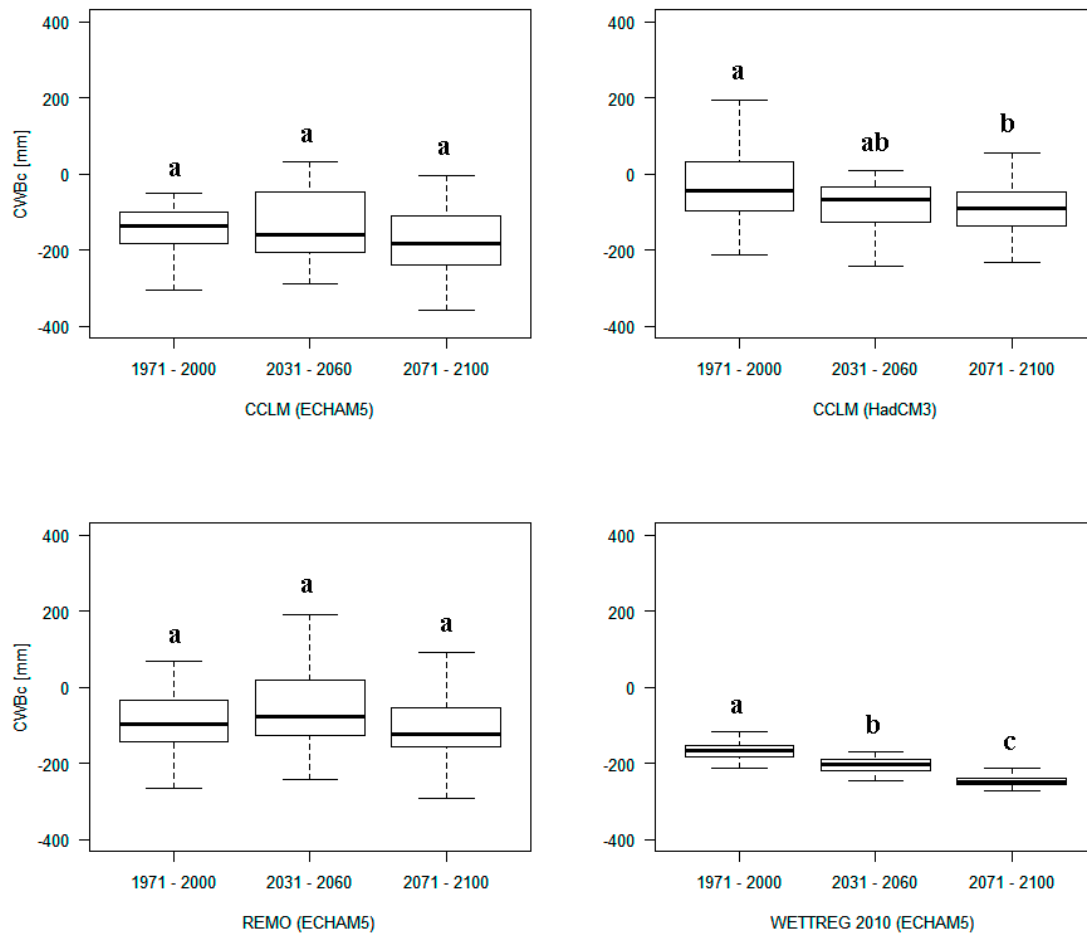 400
200
0
-200
-400
CWBc [mm]
a
a
a
1971 - 2000
2031 - 2060
2071 - 2100
CCLM (ECHAM5)
400
200
0
-200
-400
a
ab
b
1971 - 2000
2031 - 2060
2071 - 2100
CCLM (HadCM3)
400
200
0
-200
-400
CWBc [mm]
a
a
a
1971 - 2000
2031 - 2060
2071 - 2100
REMO (ECHAM5)
400
200
0
-200
-400
a
b
c
1971 - 2000
2031 - 2060
2071 - 2100
WETTREG 2010 (ECHAM5)